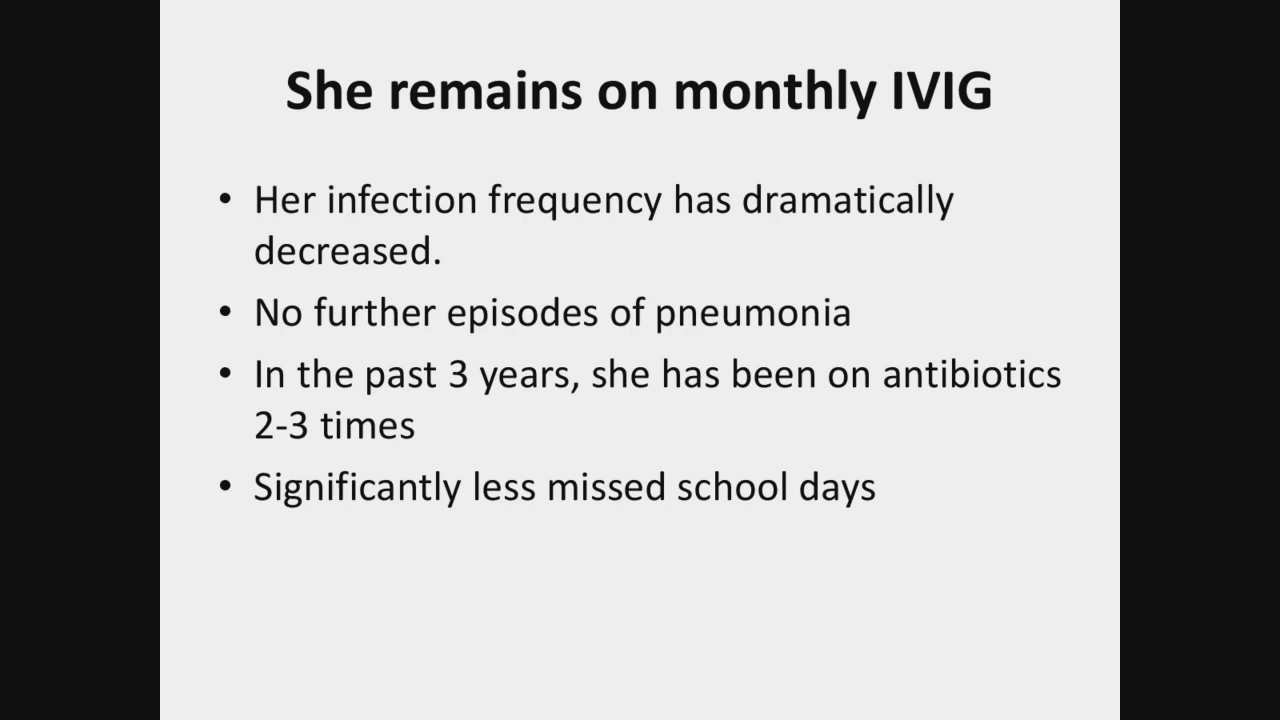 She remains on monthly IVIG
• Her infection frequency has dramatically
decreased.
• No further episodes of pneumonia
• In the past 3 years, she has been on antibiotics
2-3 times
• Significantly less missed school days